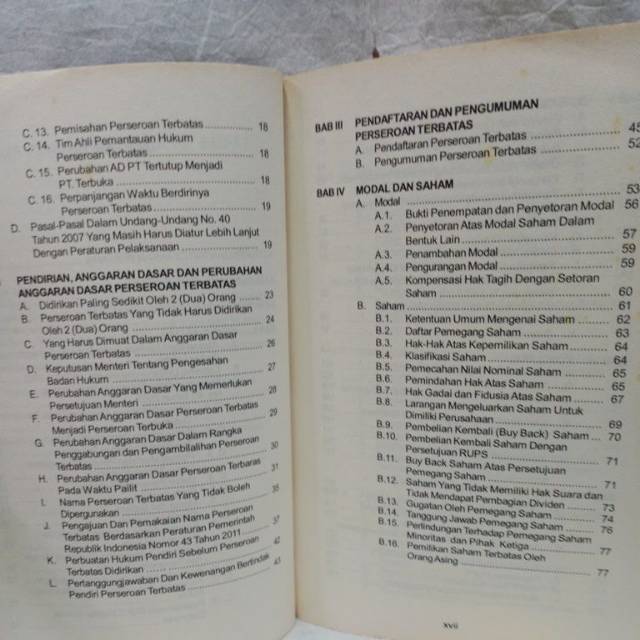 C. 13. Pemisahan Perseroan Terbatas .................... 18
C. 14. Tim Ahli Pemantauan Hukum
Perseroan Terbatas ............................ 18
C. 15. Perubahan AD PT Tertutup Menjadi
PT. Terbuka ....................................... 18
C. 16. Perpanjangan Waktu Berdirinya
Perseroan Terbatas ............................ 19
D. Pasal-Pasal Dalam Undang-Undang No. 40
Tahun 2007 Yang Masih Harus Diatur Lebih Lanjut
Dengan Peraturan Pelaksanaan ........................ 19
PENDIRIAN, ANGGARAN DASAR DAN PERUBAHAN
ANGGARAN DASAR PERSEROAN TERBATAS
A. Didirikan Paling Sedikit Oleh 2 (Dua) Orang ....... 23
B. Perseroan Terbatas Yang Tidak Harus Didirikan
Oleh 2 (Dua) Orang ................................ 24
C. Yang Harus Dimuat Dalam Anggaran Dasar
Perseroan Terbatas ................................ 26
D. Keputusan Menteri Tentang Pengesahan
Badan Hukum ................................ 27
E. Perubahan Anggaran Dasar Yang Memerlukan
Persetujuan Menteri ................................ 28
F. Perubahan Anggaran Dasar Perseroan Terbatas
Menjadi Perseroan Terbuka ................................ 29
G. Perubahan Anggaran Dasar Dalam Rangka
Penggabungan dan Pengambilalihan Perseroan
Terbatas ................................ 30
H. Perubahan Anggaran Dasar Perseroan Terbaras
Pada Waktu Pailit ................................ 31
I. Nama Perseroan Terbatas Yang Tidak Boleh
Dipergunakan ................................ 35
J. Pengajuan Dan Pemakaian Nama Perseroan
Terbatas Berdasarkan Peraturan Pemerintah
Republik Indonesia Nomor 43 Tahun 2011 ........ 37
K. Perbuatan Hukum Pendiri Sebelum Perseroan
Terbatas Didirikan ................................ 42
L. Pertanggungjawaban Dan Kewenangan Bertindak
Pendiri Perseroan Terbatas ........................ 43
BAB III PENDAFTARAN DAN PENGUMUMAN
PERSEROAN TERBATAS
A. Pendaftaran Perseroan Terbatas .................... 45
B. Pengumuman Perseroan Terbatas .................... 52
BAB IV MODAL DAN SAHAM
A. Modal ................................................ 53
A.1. Bukti Penempatan dan Penyetoran Modal 56
A.2. Penyetoran Atas Modal Saham Dalam
Bentuk Lain ........................................ 57
A.3. Penambahan Modal ................................ 59
A.4. Pengurangan Modal ................................ 59
A.5. Kompensasi Hak Tagih Dengan Setoran
Saham ................................................ 60
B. Saham ................................................ 61
B.1. Ketentuan Umum Mengenai Saham ........ 62
B.2. Daftar Pemegang Saham ........................ 63
B.3. Hak-Hak Atas Kepemilikan Saham ........ 64
B.4. Klasifikasi Saham ................................ 64
B.5. Pemecahan Nilai Nominal Saham ........ 65
B.6. Pemindahan Hak Atas Saham ................ 65
B.7. Hak Gadai dan Fidusia Atas Saham ........ 67
B.8. Larangan Mengeluarkan Saham Untuk
Dimiliki Perusahaan ................................ 69
B.9. Pembelian Kembali (Buy Back) Saham ... 70
B.10. Pembelian Kembali Saham Dengan
Persetujuan RUPS ................................ 71
B.11. Buy Back Saham Atas Persetujuan
Pemegang Saham ................................ 71
B.12. Saham Yang Tidak Memiliki Hak Suara dan
Tidak Mendapat Pembagian Dividen ........ 73
B.13. Gugatan Oleh Pemegang Saham ............ 74
B.14. Tanggung Jawab Pemegang Saham ........ 76
B.15. Perlindungan Terhadap Pemegang Saham
Minoritas dan Pihak Ketiga .................... 77
B.16. Pemilikan Saham Terbatas Oleh
Orang Asing ........................................ 77
xvii